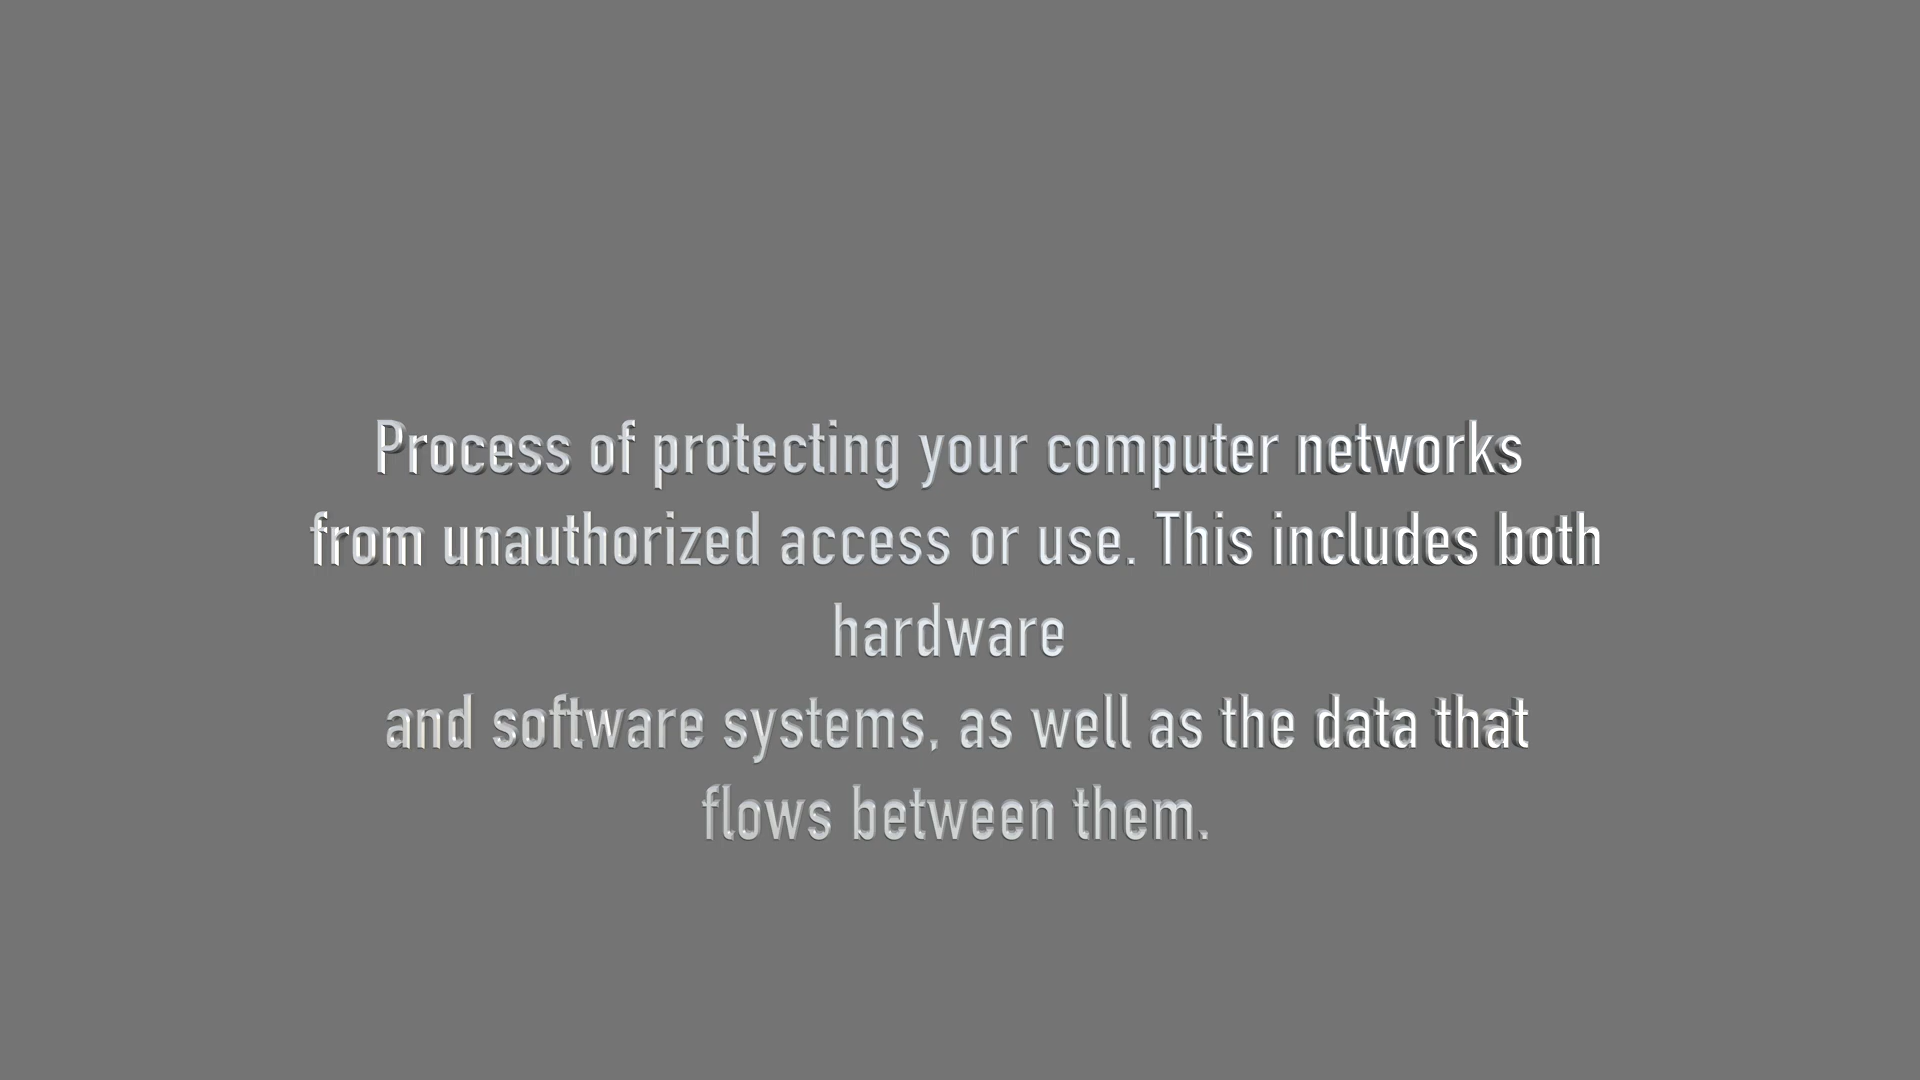 Process of protecting your computer networks
from unauthorized access or use. This includes both
hardware
and software systems, as well as the data that
flows between them.